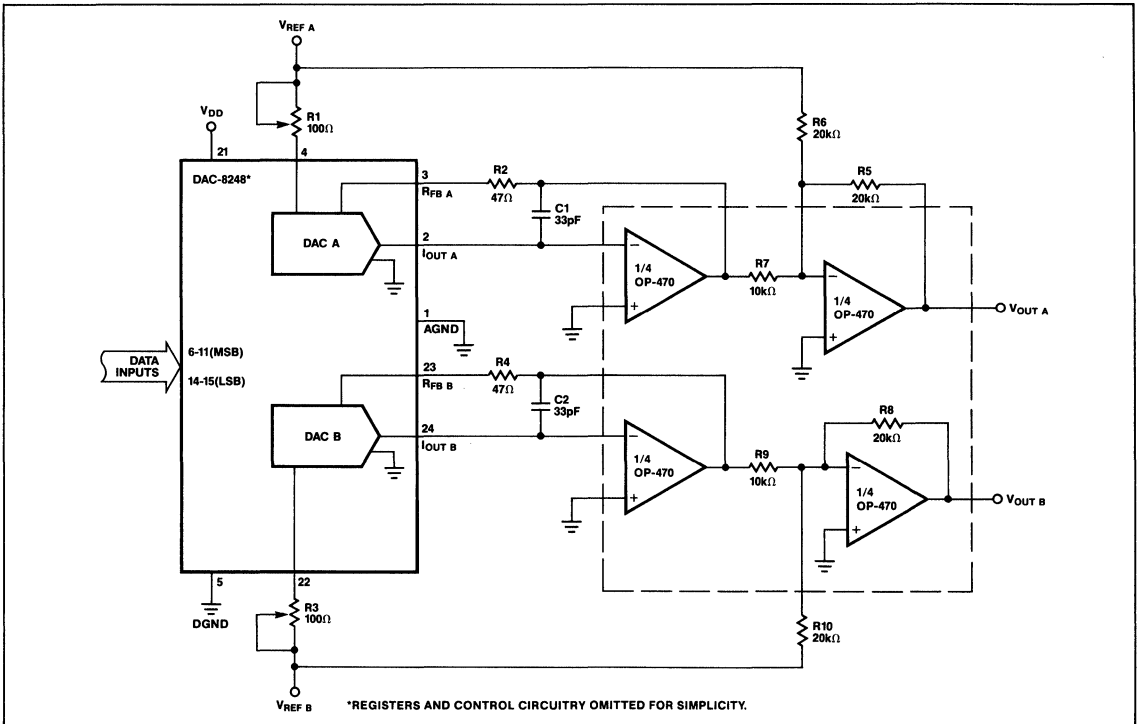 VREF A
VDD
21
R1
100Ω
4
DAC-8248*
R6
20kΩ
R5
20kΩ
3
RFB A
R2
47Ω
C1
33pF
DAC A
2
IOUT A
−
1/4
OP-470
+
R7
10kΩ
−
1/4
OP-470
+
VOUT A
1
AGND
DATA
INPUTS
6-11(MSB)
14-15(LSB)
23
RFB B
R4
47Ω
C2
33pF
DAC B
24
IOUT B
−
1/4
OP-470
+
R9
10kΩ
R8
20kΩ
−
1/4
OP-470
+
VOUT B
5
DGND
22
R3
100Ω
R10
20kΩ
VREF B
*REGISTERS AND CONTROL CIRCUITRY OMITTED FOR SIMPLICITY.